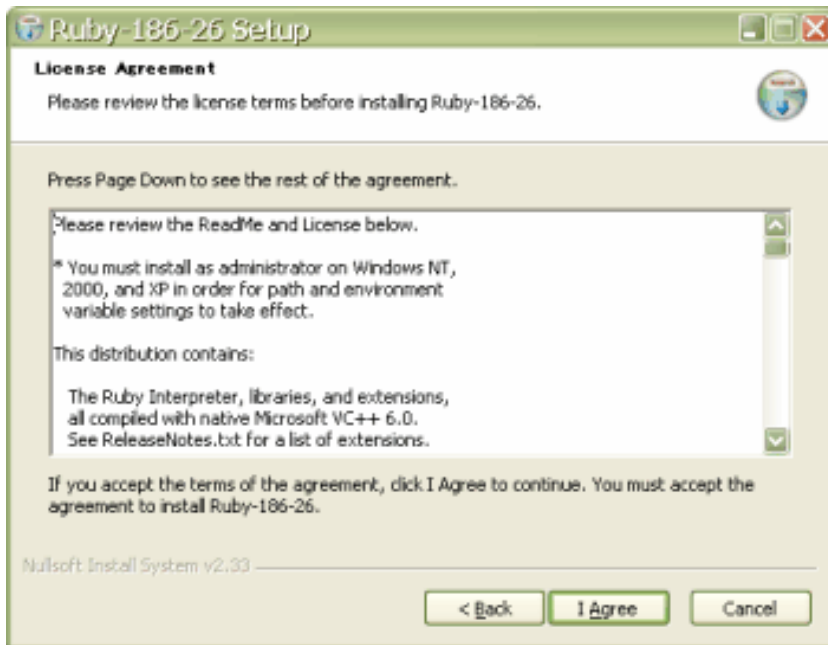 Ruby-186-26 Setup
License Agreement
Please review the license terms before installing Ruby-186-26.
Press Page Down to see the rest of the agreement.
Please review the ReadMe and License below.
* You must install as administrator on Windows NT,
2000, and XP in order for path and environment
variable settings to take effect.
This distribution contains:
The Ruby Interpreter, libraries, and extensions,
all compiled with native Microsoft VC++ 6.0.
See ReleaseNotes.txt for a list of extensions.
If you accept the terms of the agreement, click I Agree to continue. You must accept the
agreement to install Ruby-186-26.
Nullsoft Install System v2.33
< Back I Agree Cancel